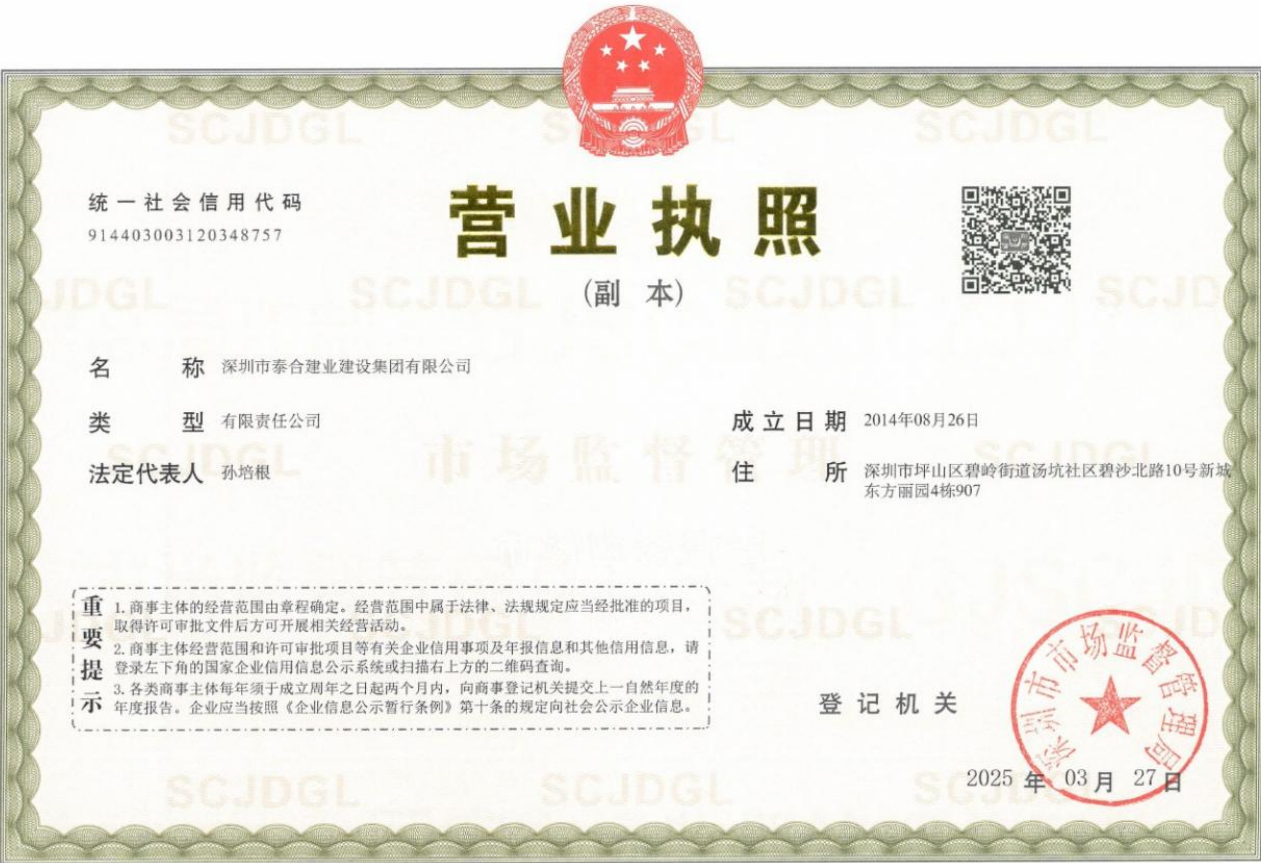 统一社会信用代码
914403003120348757
营业执照
(副 本)
名 称 深圳市泰合建业建设集团有限公司
类 型 有限责任公司
成立日期 2014年08月26日
法定代表人 孙培根
住 所 深圳市坪山区碧岭街道汤坑社区碧沙北路10号新城
东方丽园4栋907
重要提示
1.商事主体的经营范围由章程确定。经营范围中属于法律、法规规定应当经批准的项目,
取得许可审批文件后方可开展相关经营活动。
2.商事主体经营范围和许可审批项目等有关企业信用事项及年报信息和其他信用信息,请
登录左下角的国家企业信用信息公示系统或扫描右上方的二维码查询。
3.各类商事主体每年须于成立周年之日起两个月内,向商事登记机关提交上一自然年度的
年度报告。企业应当按照《企业信息公示暂行条例》第十条的规定向社会公示企业信息。
登记机关
深圳市市场监督管理局
2025 年 03 月 27 日
SCJDGL
市场监督管理